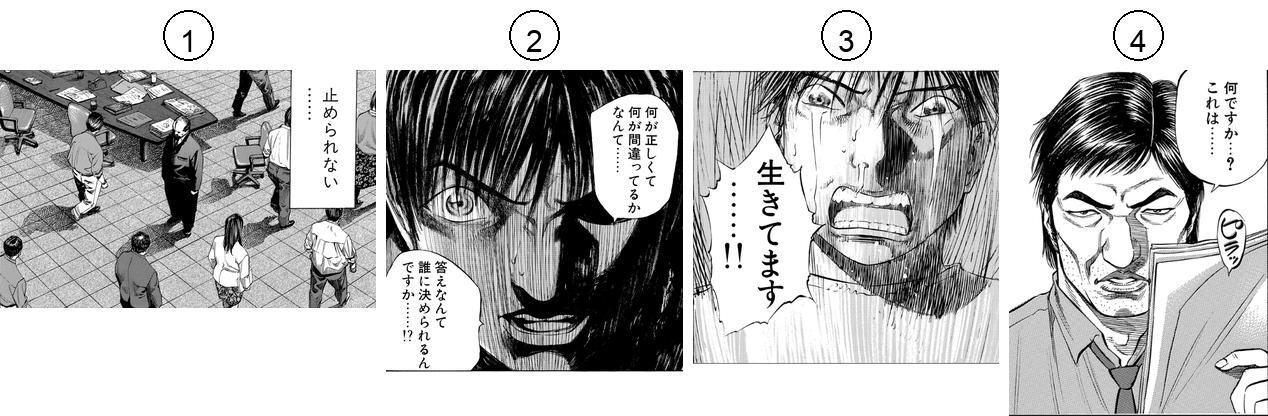 1
止められない
……
2
何が正しくて
何が間違ってるか
なんて……
答えなんて
誰に決められるん
ですか……!?
3
生きてます
……!!
4
何ですか…?
これは……
ピラッ